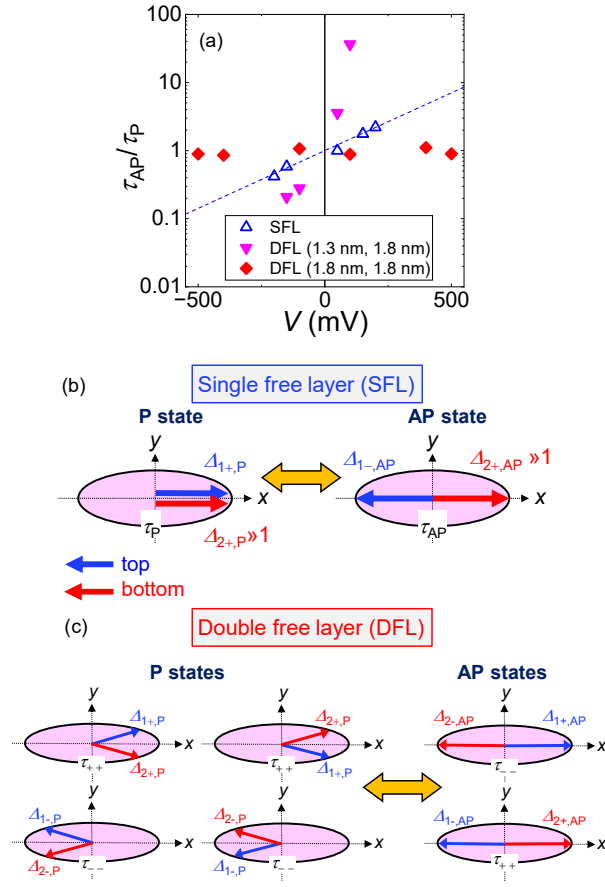 (a)
τAP/τP
100
10
1
0.1
0.01
SFL
DFL (1.3 nm, 1.8 nm)
DFL (1.8 nm, 1.8 nm)
−500 0 500
V (mV)
(b)
Single free layer (SFL)
P state AP state
y y
Δ1+,P Δ1−,AP Δ2+,AP »1
x x
τP τAP
Δ2+,P»1
top
bottom
(c)
Double free layer (DFL)
P states AP states
y y y
Δ1+,P Δ2+,P Δ2-,AP Δ1+,AP
x x x
τ++ Δ2+,P τ++ Δ1+,P τ−−
y y y
Δ1-,P Δ2-,P Δ1-,AP Δ2+,AP
x x x
Δ2-,P τ−− Δ1-,P τ−− τ++